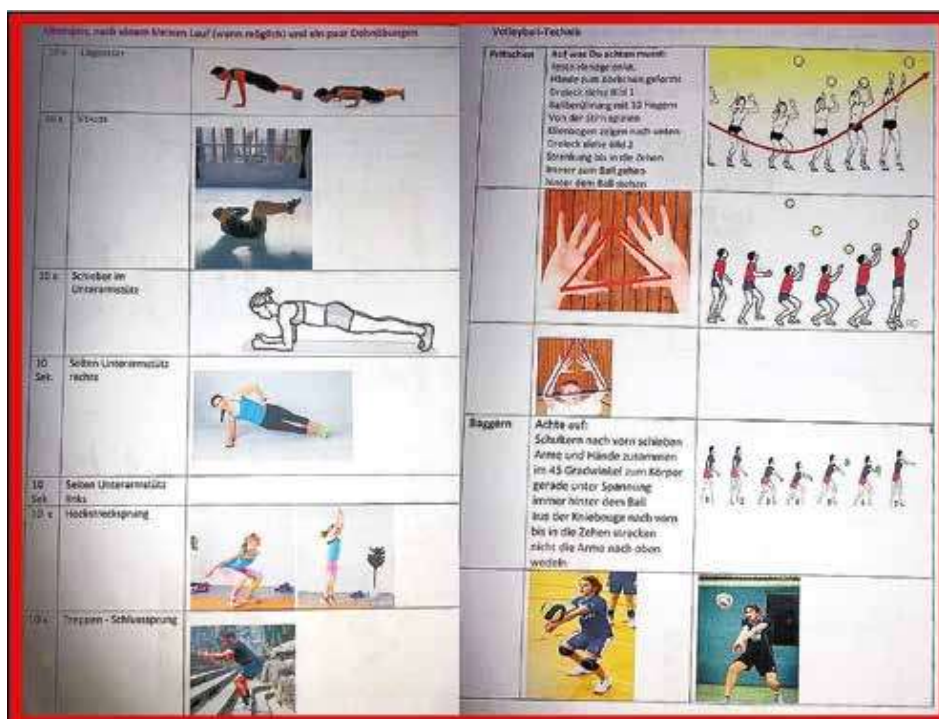 nach einem kleinen Lauf (wenn möglich) und ein paar Dehnübungen
10 x Liegestütz
Situps
10 x Schieber im
Unterarmstütz
10 Seiten Unterarmstütz
Sek. rechts
10 Seiten Unterarmstütz
Sek links
10 x Hockstrecksprung
10 x Treppen - Schlusssprung
Volleyball-Technik
Pritschen Auf was Du achten musst:
Hände zum Körbchen geformt
Dreieck siehe Bild 1
Ballberührung mit 10 Fingern
Von der Stirn spielen
Ellenbogen zeigen nach unten
Dreieck siehe Bild 2
Streckung bis in die Zehen
Immer zum Ball gehen
hinter dem Ball stehen
Baggern Achte auf:
Schultern nach vorn schieben
Arme und Hände zusammen
im 45 Gradwinkel zum Körper
gerade unter Spannung
immer hinter dem Ball
aus der Kniebeuge nach vorn
bis in die Zehen strecken
nicht die Arme nach oben
wedeln